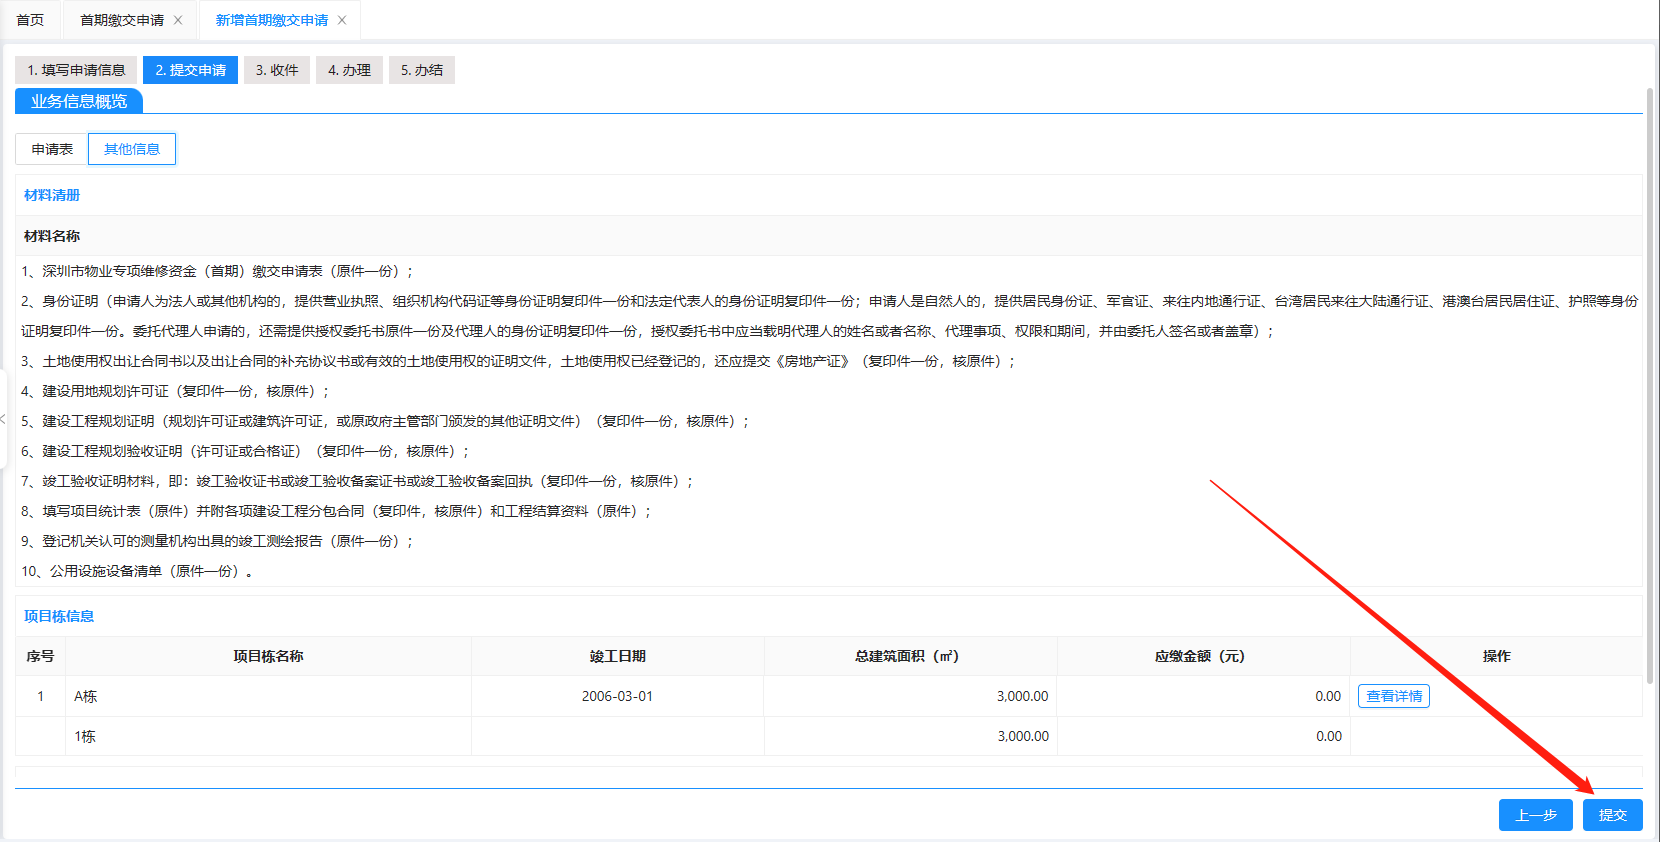 首页 首期缴交申请 × 新增首期缴交申请 ×
1. 填写申请信息 2. 提交申请 3. 收件 4. 办理 5. 办结
业务信息概览
申请表 其他信息
材料清册
材料名称
1、深圳市物业专项维修资金（首期）缴交申请表（原件一份）；
2、身份证明（申请人为法人或其他机构的，提供营业执照、组织机构代码证等身份证明复印件一份和法定代表人的身份证明复印件一份；申请人是自然人的，提供居民身份证、军官证、来往内地通行证、台湾居民来往大陆通行证、港澳台居民居住证、护照等身份
证明复印件一份。委托代理人申请的，还需提供授权委托书原件一份及代理人的身份证明复印件一份，授权委托书中应当载明代理人的姓名或者名称、代理事项、权限和期间，并由委托人签名或者盖章）；
3、土地使用权出让合同书以及出让合同的补充协议书或有效的土地使用权的证明文件，土地使用权已经登记的，还应提交《房地产证》（复印件一份，核原件）；
4、建设用地规划许可证（复印件一份，核原件）；
5、建设工程规划证明（规划许可证或建筑许可证，或原政府主管部门颁发的其他证明文件）（复印件一份，核原件）；
6、建设工程规划验收证明（许可证或合格证）（复印件一份，核原件）；
7、竣工验收证明材料，即：竣工验收证书或竣工验收备案证书或竣工验收备案回执（复印件一份，核原件）；
8、填写项目统计表（原件）并附各项建设工程分包合同（复印件，核原件）和工程结算资料（原件）；
9、登记机关认可的测量机构出具的竣工测绘报告（原件一份）；
10、公用设施设备清单（原件一份）。
项目栋信息
序号 项目栋名称 竣工日期 总建筑面积（㎡） 应缴金额（元） 操作
1 A栋 2006-03-01 3,000.00 0.00 查看详情
1栋 3,000.00 0.00
上一步 提交